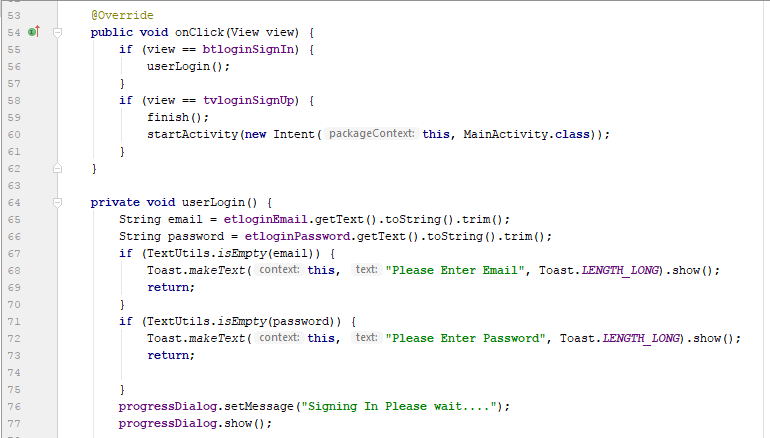 53 @Override
54 public void onClick(View view) {
55 if (view == btloginSignIn) {
56 userLogin();
57 }
58 if (view == tvloginSignUp) {
59 finish();
60 startActivity(new Intent( packageContext: this, MainActivity.class));
61 }
62 }
63
64 private void userLogin() {
65 String email = etloginEmail.getText().toString().trim();
66 String password = etloginPassword.getText().toString().trim();
67 if (TextUtils.isEmpty(email)) {
68 Toast.makeText( context: this, text: "Please Enter Email", Toast.LENGTH_LONG).show();
69 return;
70 }
71 if (TextUtils.isEmpty(password)) {
72 Toast.makeText( context: this, text: "Please Enter Password", Toast.LENGTH_LONG).show();
73 return;
74
75 }
76 progressDialog.setMessage("Signing In Please wait....");
77 progressDialog.show();